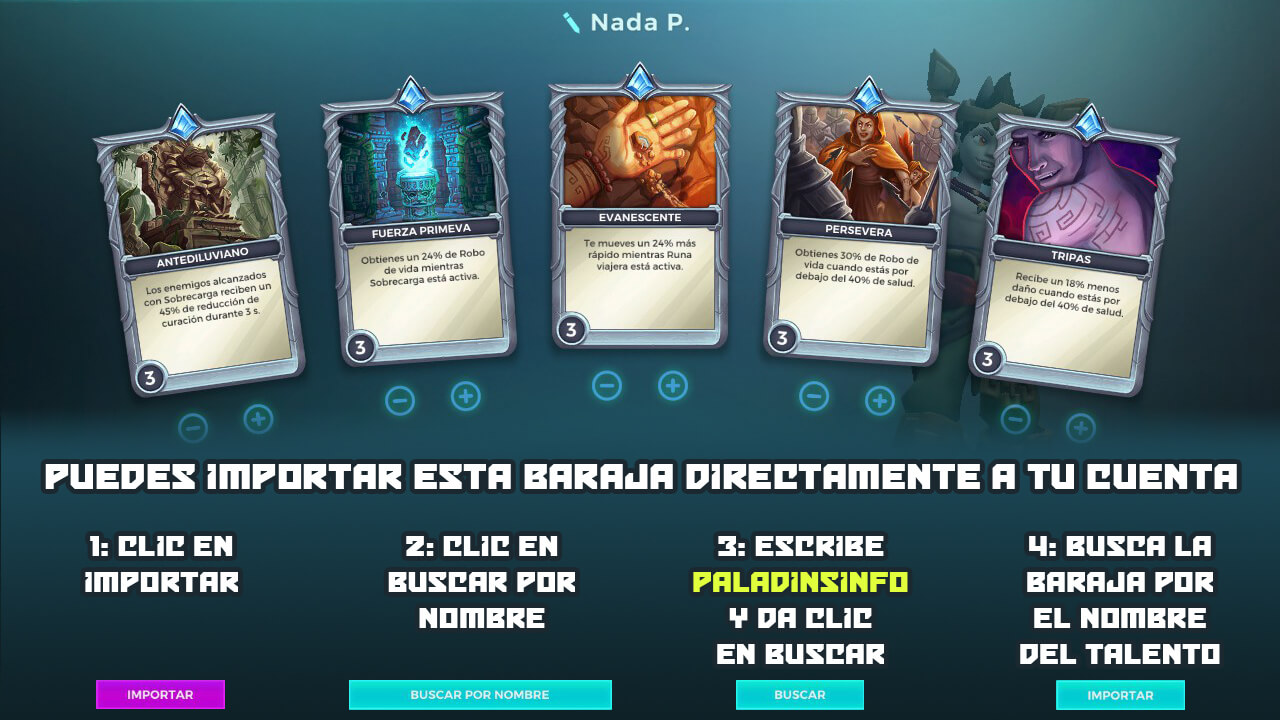 Nada P.
ANTEDILUVIANO
Los enemigos alcanzados
con Sobrecarga reciben un
45% de reducción de
curación durante 3 s.
3
FUERZA PRIMEVA
Obtienes un 24% de Robo
de vida mientras
Sobrecarga está activa.
3
EVANESCENTE
Te mueves un 24% más
rápido mientras Runa
viajera está activa.
3
PERSEVERA
Obtienes 30% de Robo de
vida cuando estás por
debajo del 40% de salud.
3
TRIPAS
Recibe un 18% menos
daño cuando estás por
debajo del 40% de salud.
3
PUEDES IMPORTAR ESTA BARAJA DIRECTAMENTE A TU CUENTA
1: CLIC EN
IMPORTAR
IMPORTAR
2: CLIC EN
BUSCAR POR
NOMBRE
BUSCAR POR NOMBRE
3: ESCRIBE
PALADINSINFO
Y DA CLIC
EN BUSCAR
BUSCAR
4: BUSCA LA
BARAJA POR
EL NOMBRE
DEL TALENTO
IMPORTAR